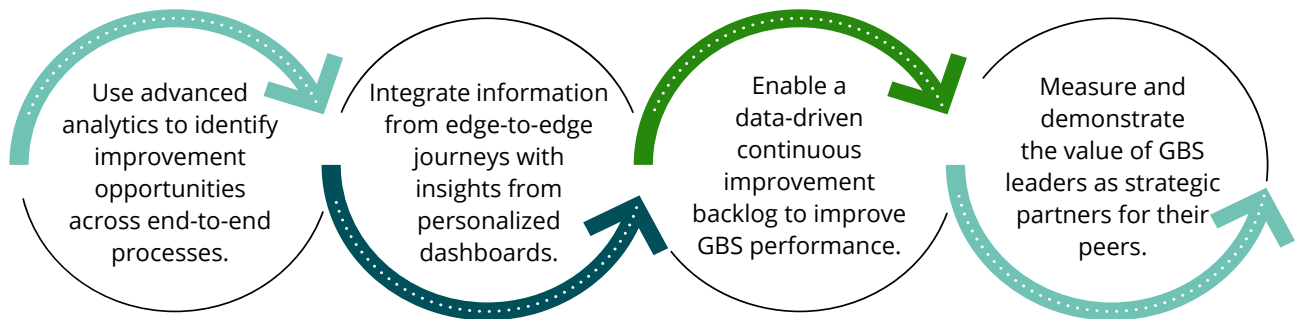 Use advanced
analytics to identify
improvement
opportunities
across end-to-end
processes.
Integrate information
from edge-to-edge
journeys with
insights from
personalized
dashboards.
Enable a
data-driven
continuous
improvement
backlog to improve
GBS performance.
Measure and
demonstrate
the value of GBS
leaders as strategic
partners for their
peers.